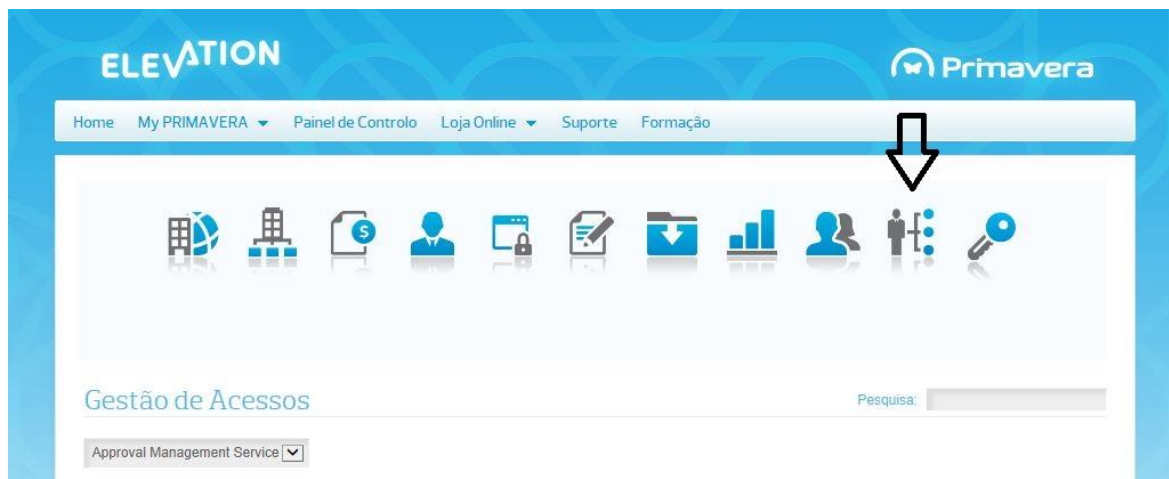 ELEVATION
Primavera
Home My PRIMAVERA Painel de Controlo Loja Online Suporte Formação
S
Gestão de Acessos
Pesquisa:
Approval Management Service